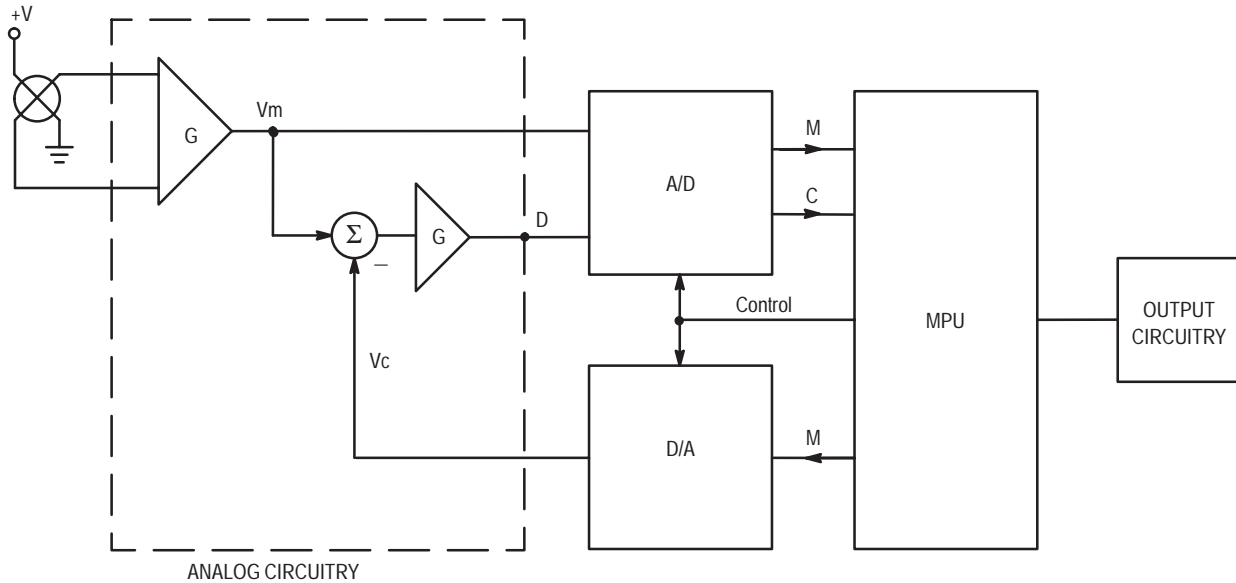 +V
G
Vm
Σ
−
G
D
Vc
A/D
M
C
Control
D/A
M
MPU
OUTPUT
CIRCUITRY
ANALOG CIRCUITRY